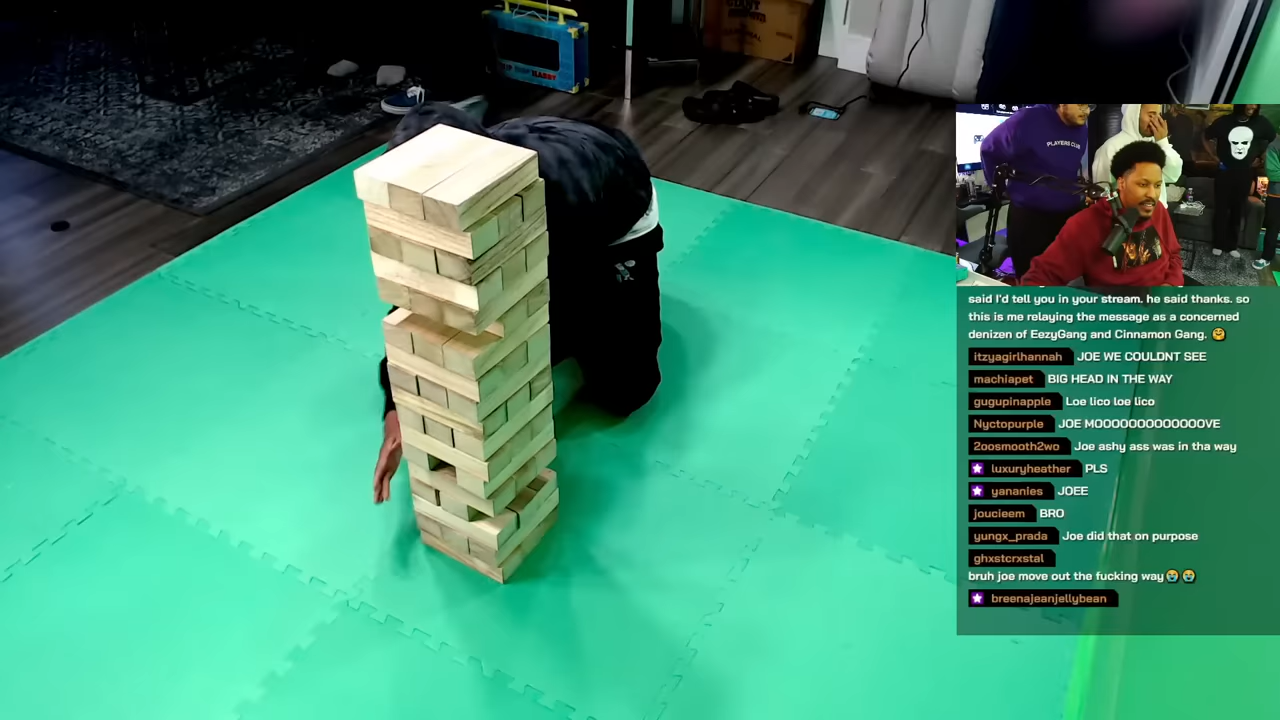 PLAYERS CLUB
said I'd tell you in your stream. he said thanks. so
this is me relaying the message as a concerned
denizen of EezyGang and Cinnamon Gang. 🤗
itzyagirlhannah JOE WE COULDNT SEE
machiapet BIG HEAD IN THE WAY
gugupinapple Loe lico loe lico
Nyctopurple JOE MOOOOOOOOOOOOOVE
2oosmooth2wo Joe ashy ass was in tha way
luxuryheather PLS
yananies JOEE
joucieem BRO
yungx_prada Joe did that on purpose
ghxstcrxstal
bruh joe move out the fucking way😭😭
breenajeanjellybean